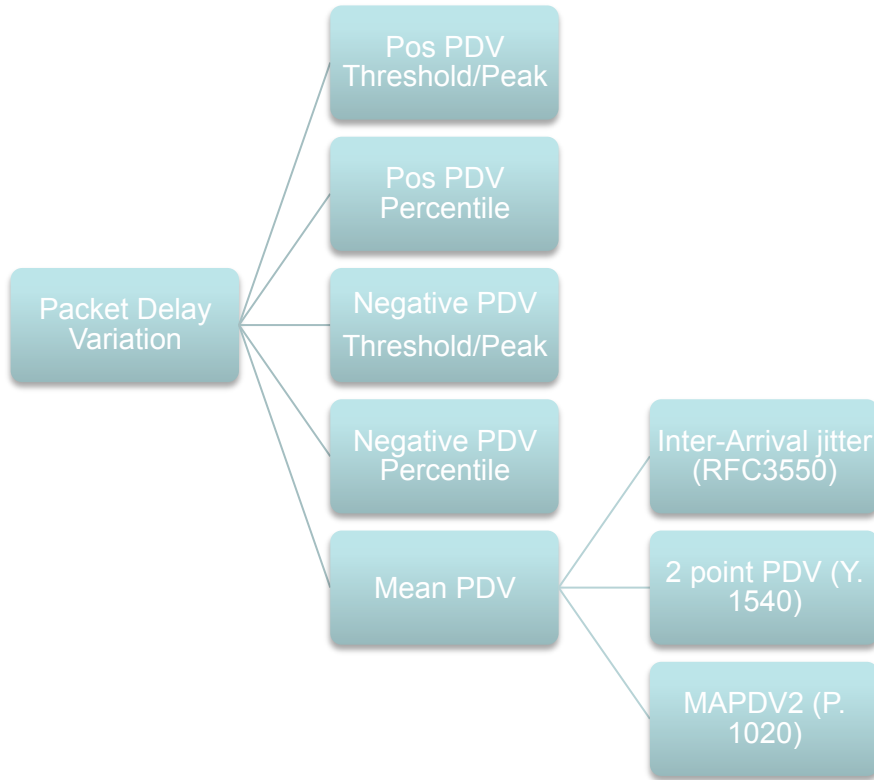 Pos PDV
Threshold/Peak
Pos PDV
Percentile
Packet Delay
Variation
Negative PDV
Threshold/Peak
Negative PDV
Percentile
Mean PDV
Inter-Arrival jitter
(RFC3550)
2 point PDV (Y.
1540)
MAPDV2 (P.
1020)